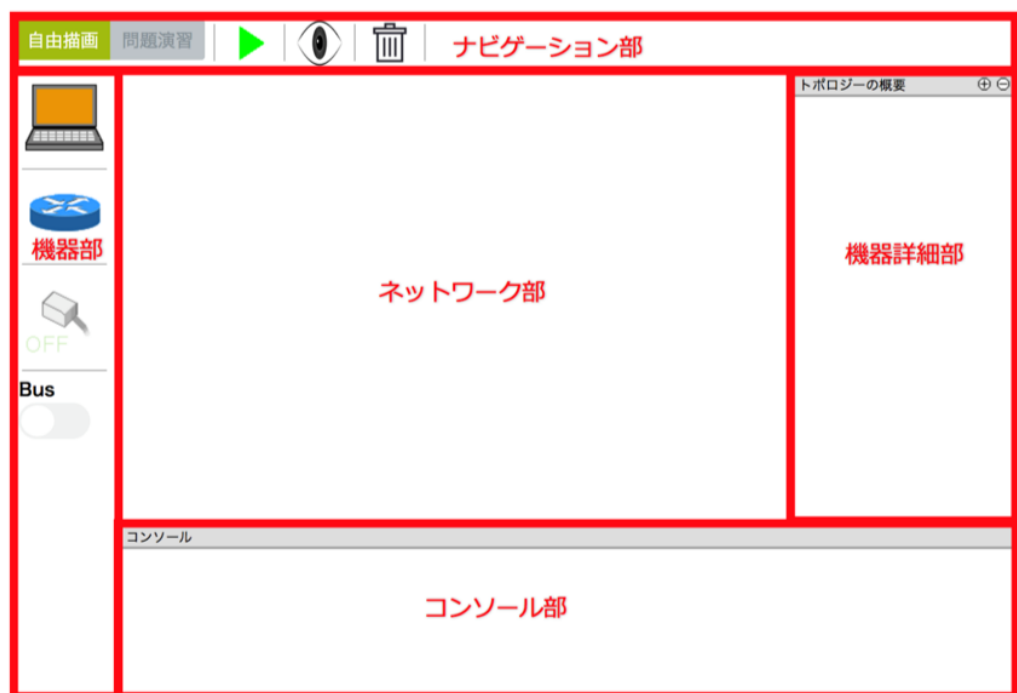 自由描画 問題演習
ナビゲーション部
トポロジーの概要
機器部
機器詳細部
ネットワーク部
OFF
Bus
コンソール
コンソール部